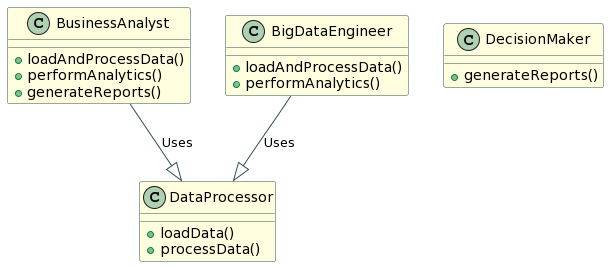 C BusinessAnalyst
loadAndProcessData()
performAnalytics()
generateReports()
C BigDataEngineer
loadAndProcessData()
performAnalytics()
C DecisionMaker
generateReports()
Uses
Uses
C DataProcessor
loadData()
processData()